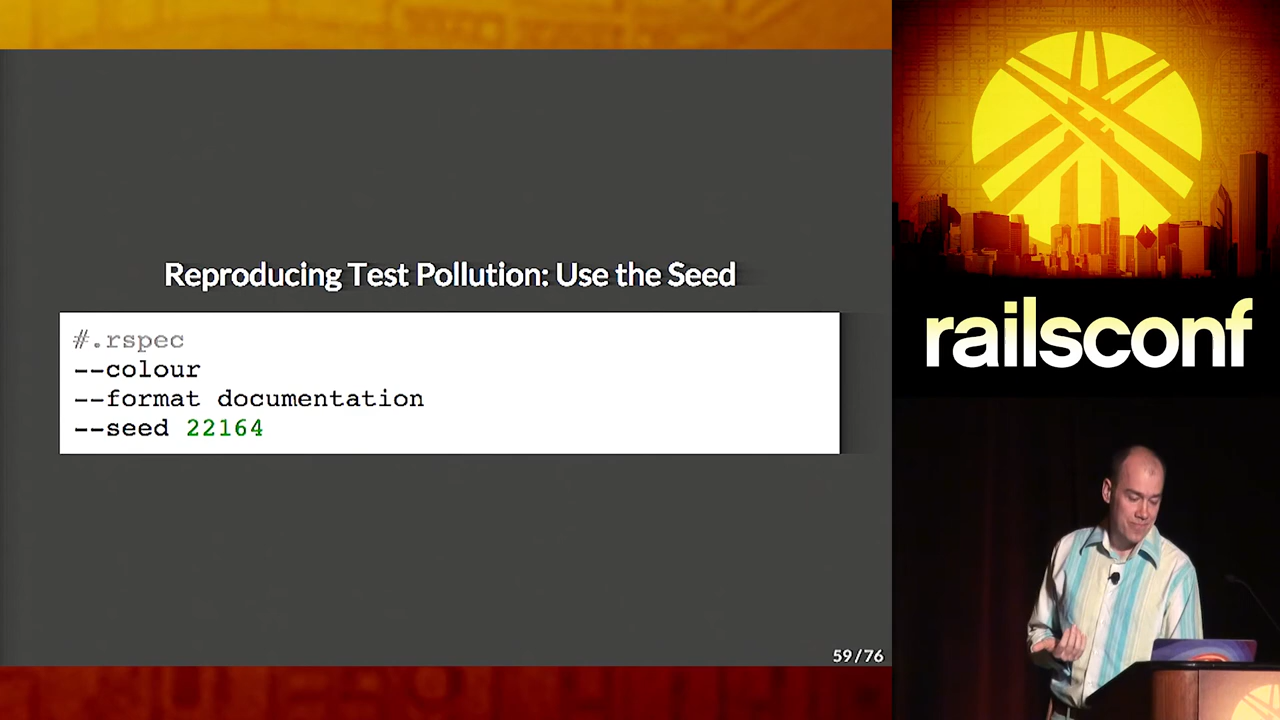 Reproducing Test Pollution: Use the Seed
#.rspec
--colour
--format documentation
--seed 22164
59/76
railsconf